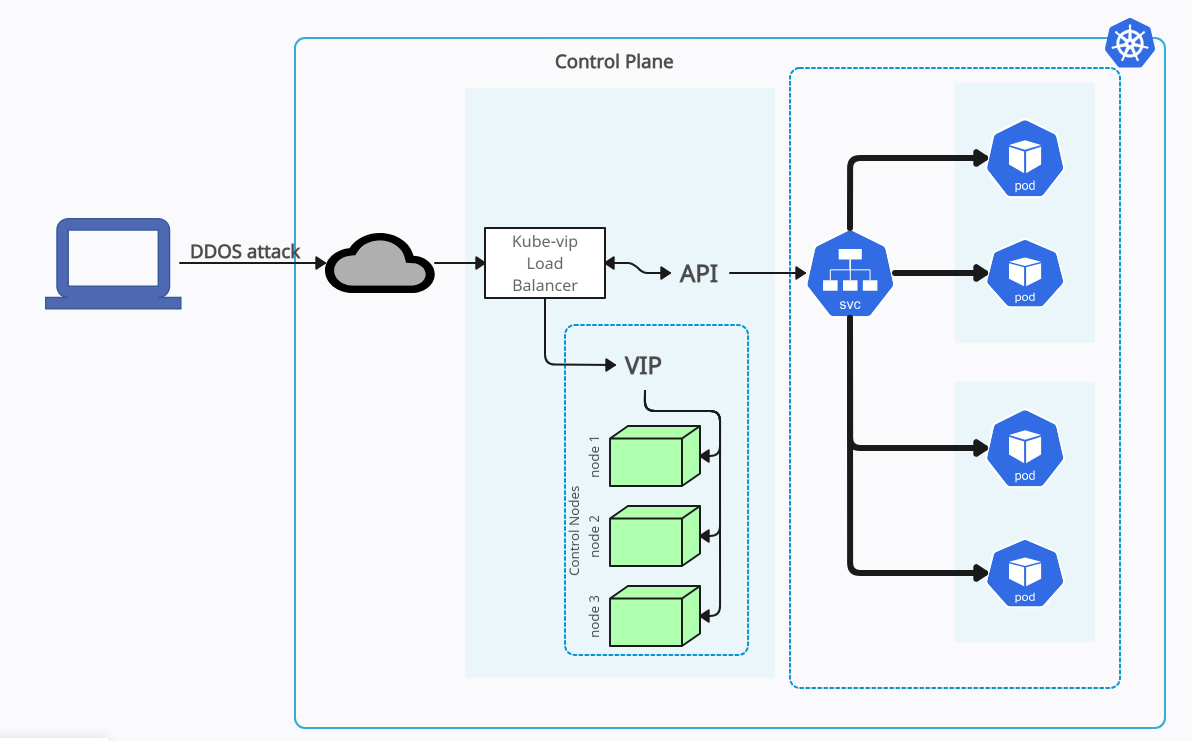 Control Plane
DDOS attack
Kube-vip
Load
Balancer
API
svc
VIP
Control Nodes
node 1
node 2
node 3
pod
pod
pod
pod